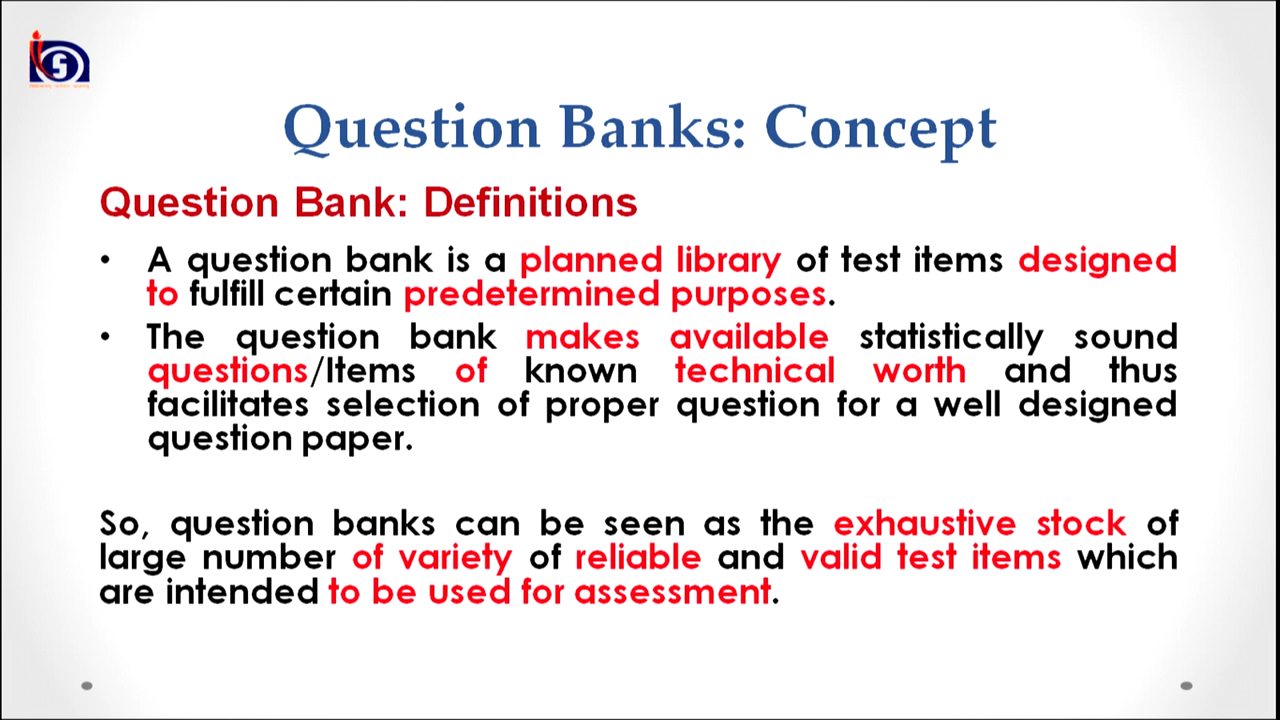 Question Banks: Concept
Question Bank: Definitions
• A question bank is a planned library of test items designed
to fulfill certain predetermined purposes.
• The question bank makes available statistically sound
questions/Items of known technical worth and thus
facilitates selection of proper question for a well designed
question paper.
So, question banks can be seen as the exhaustive stock of
large number of variety of reliable and valid test items which
are intended to be used for assessment.